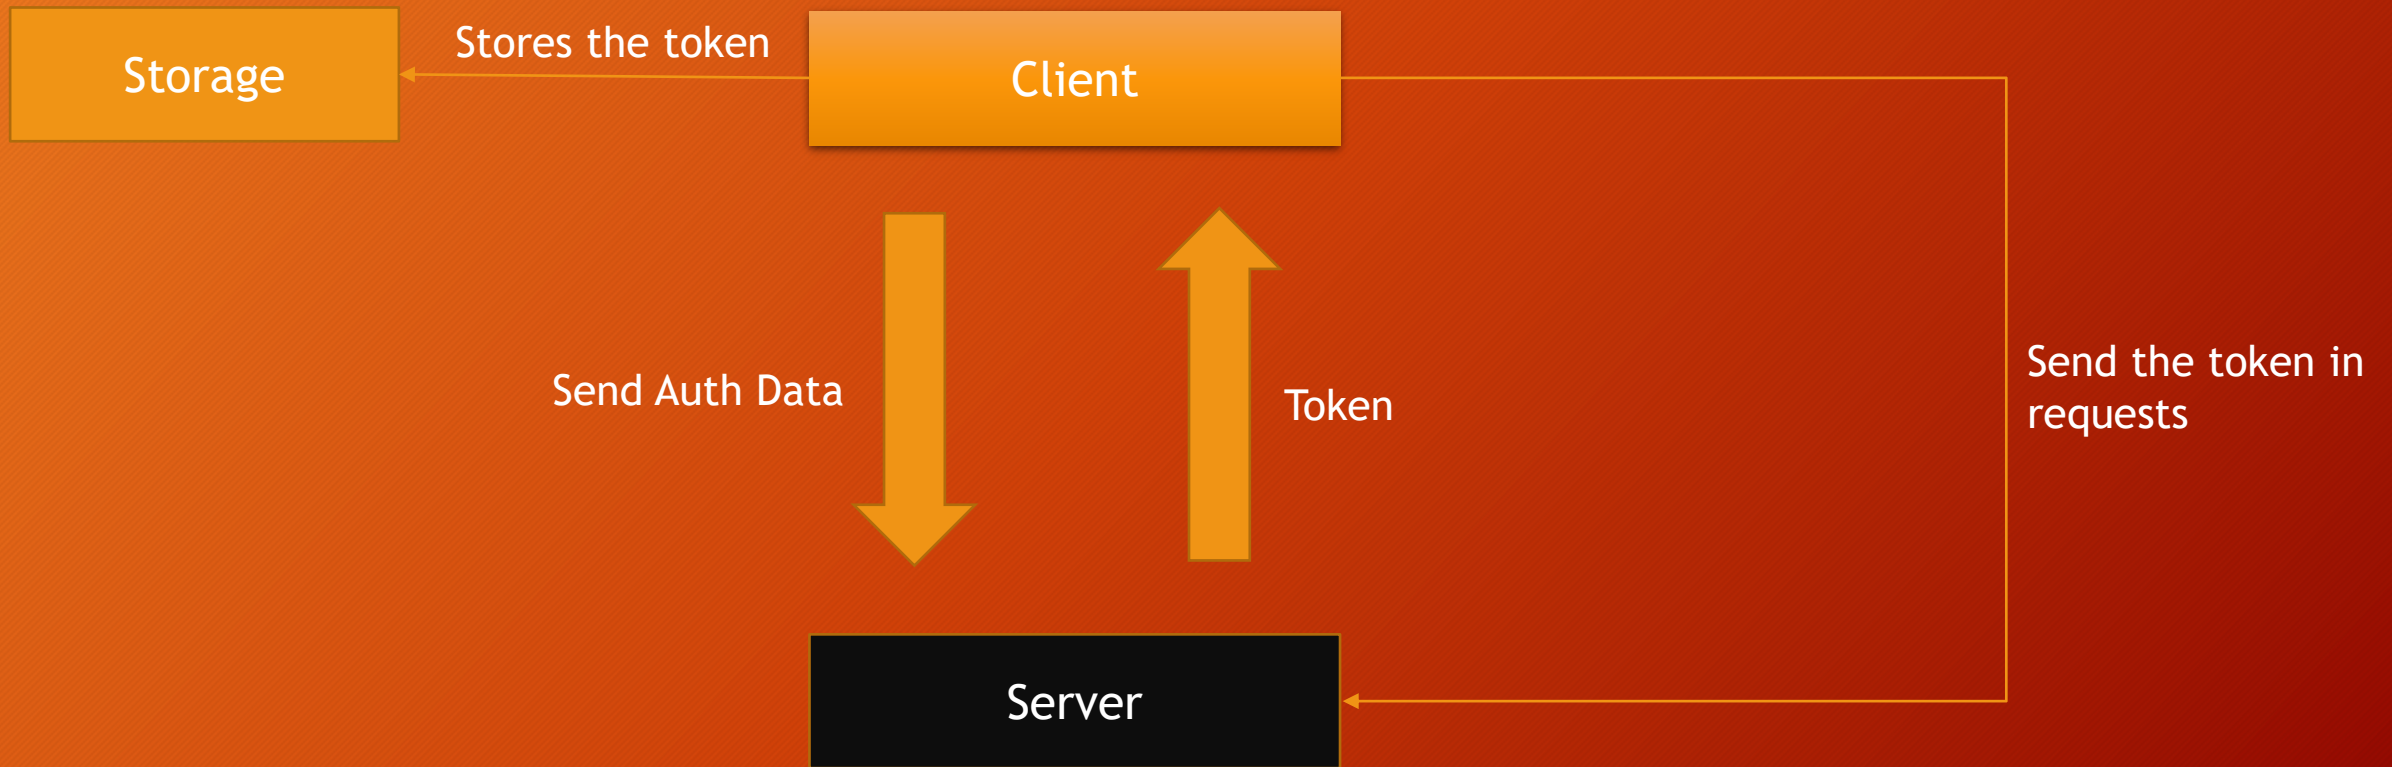 Storage
Stores the token
Client
Send Auth Data
Token
Send the token in
requests
Server